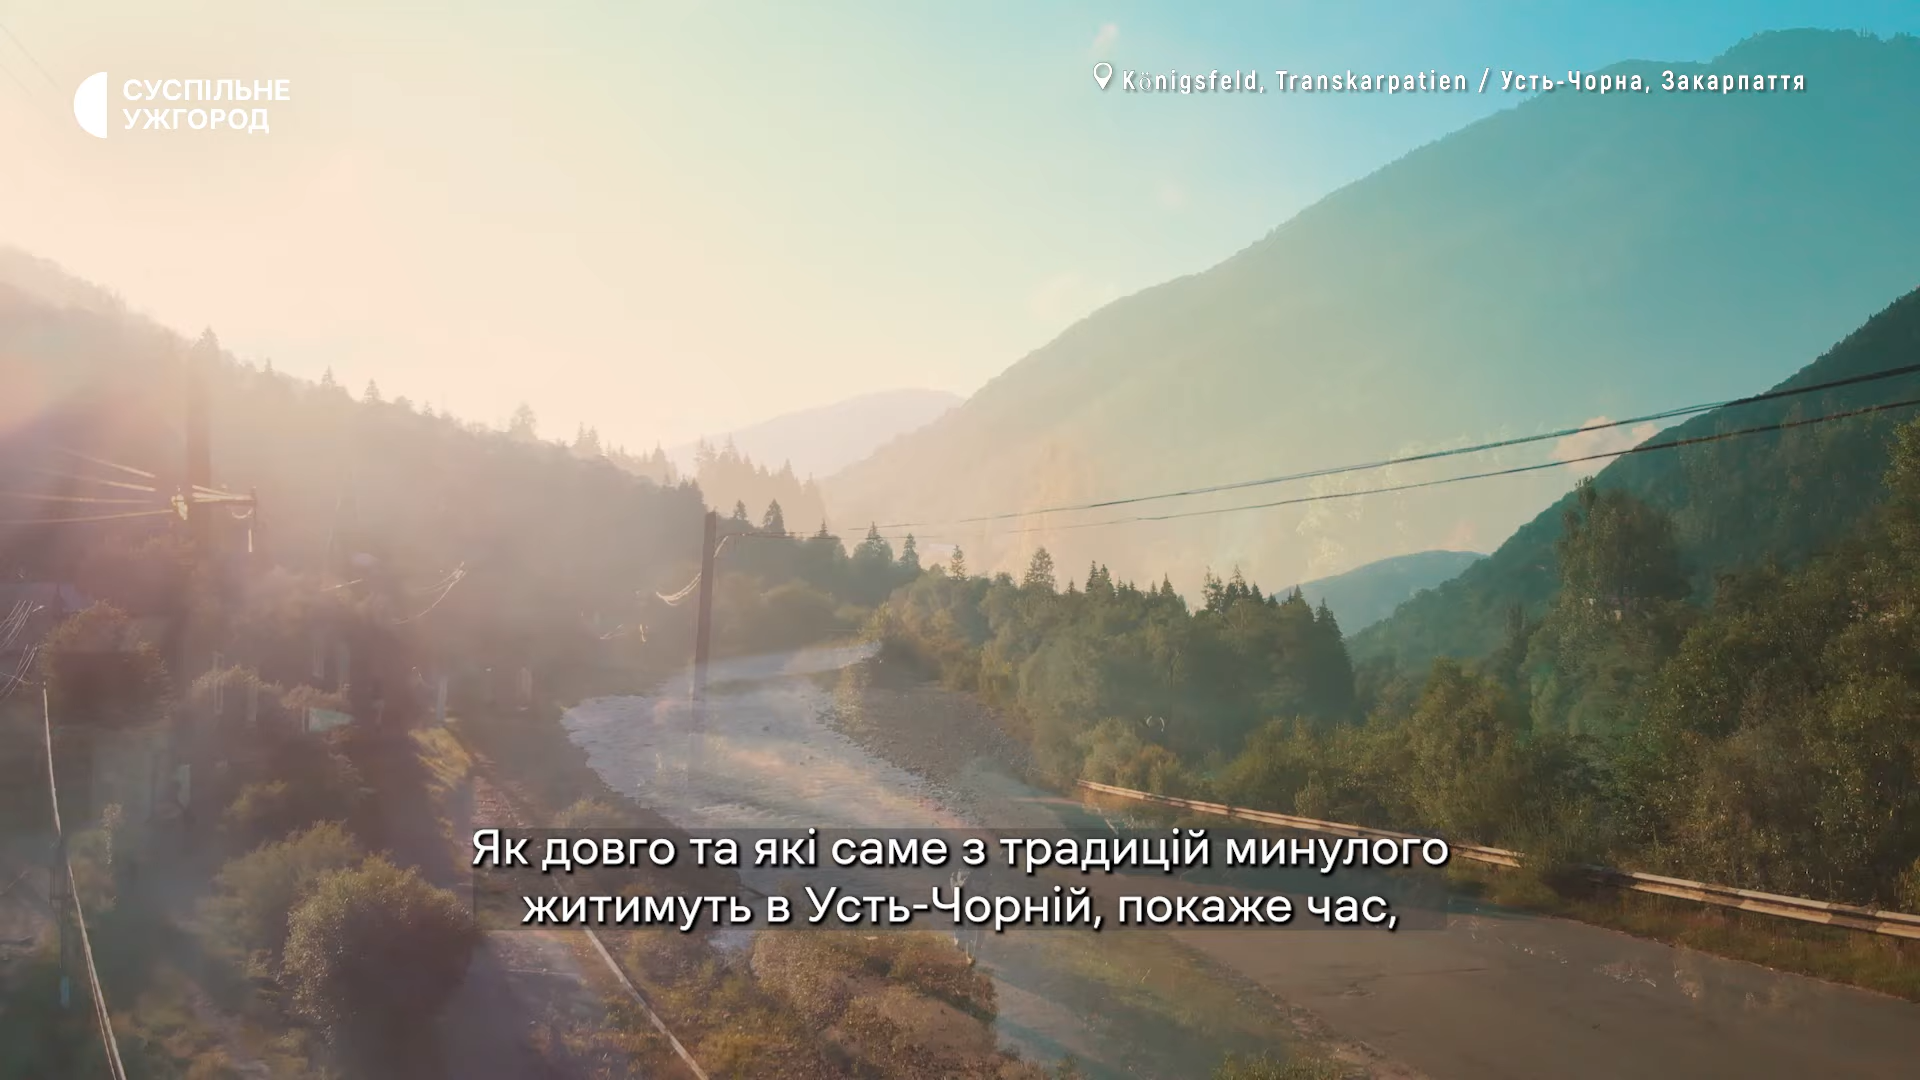 СУСПІЛЬНЕ
УЖГОРОД
Königsfeld, Transkarpatien / Усть-Чорна, Закарпаття
Як довго та які саме з традицій минулого
житимуть в Усть-Чорній, покаже час,